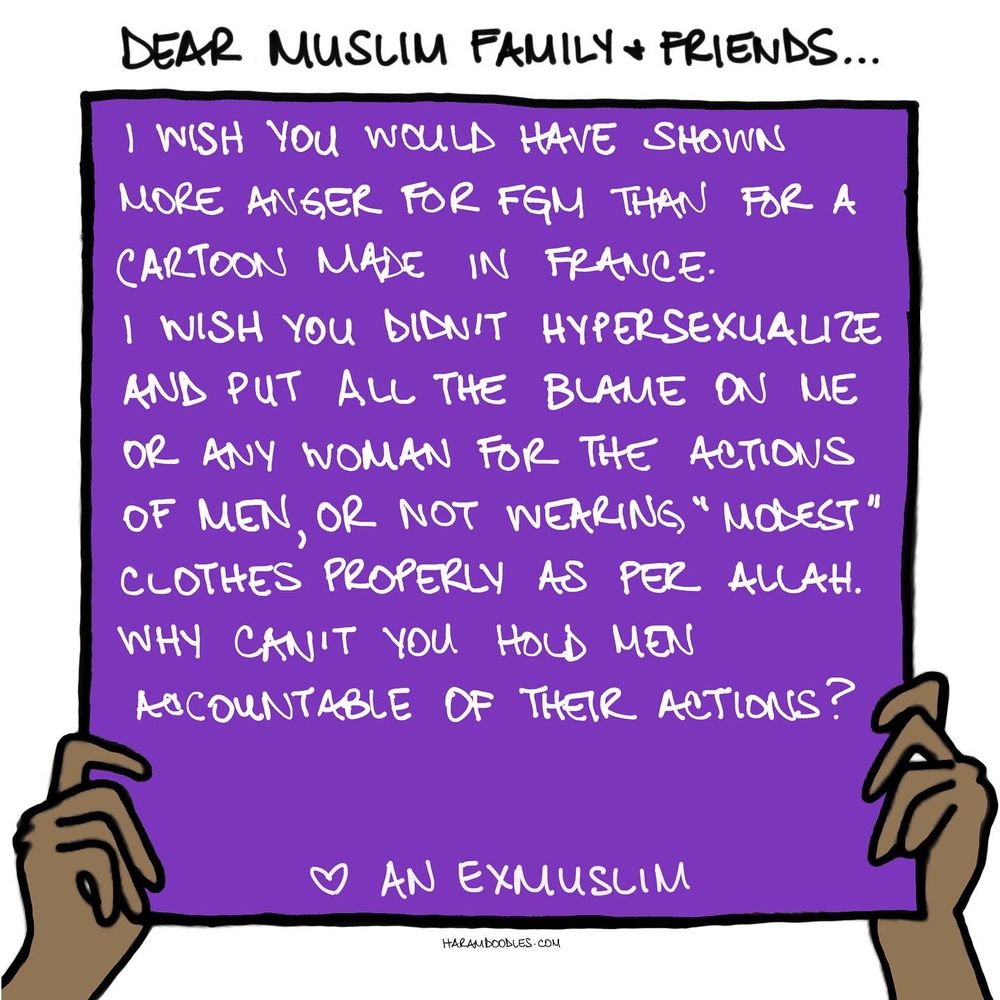 DEAR MUSLIM FAMILY + FRIENDS...
I WISH YOU WOULD HAVE SHOWN
MORE ANGER FOR FGM THAN FOR A
CARTOON MADE IN FRANCE.
I WISH YOU DIDN'T HYPERSEXUALIZE
AND PUT ALL THE BLAME ON ME
OR ANY WOMAN FOR THE ACTIONS
OF MEN, OR NOT WEARING "MODEST"
CLOTHES PROPERLY AS PER ALLAH.
WHY CAN'T YOU HOLD MEN
ACCOUNTABLE OF THEIR ACTIONS?
♡ AN EXMUSLIM
HARAMDOODLES.COM